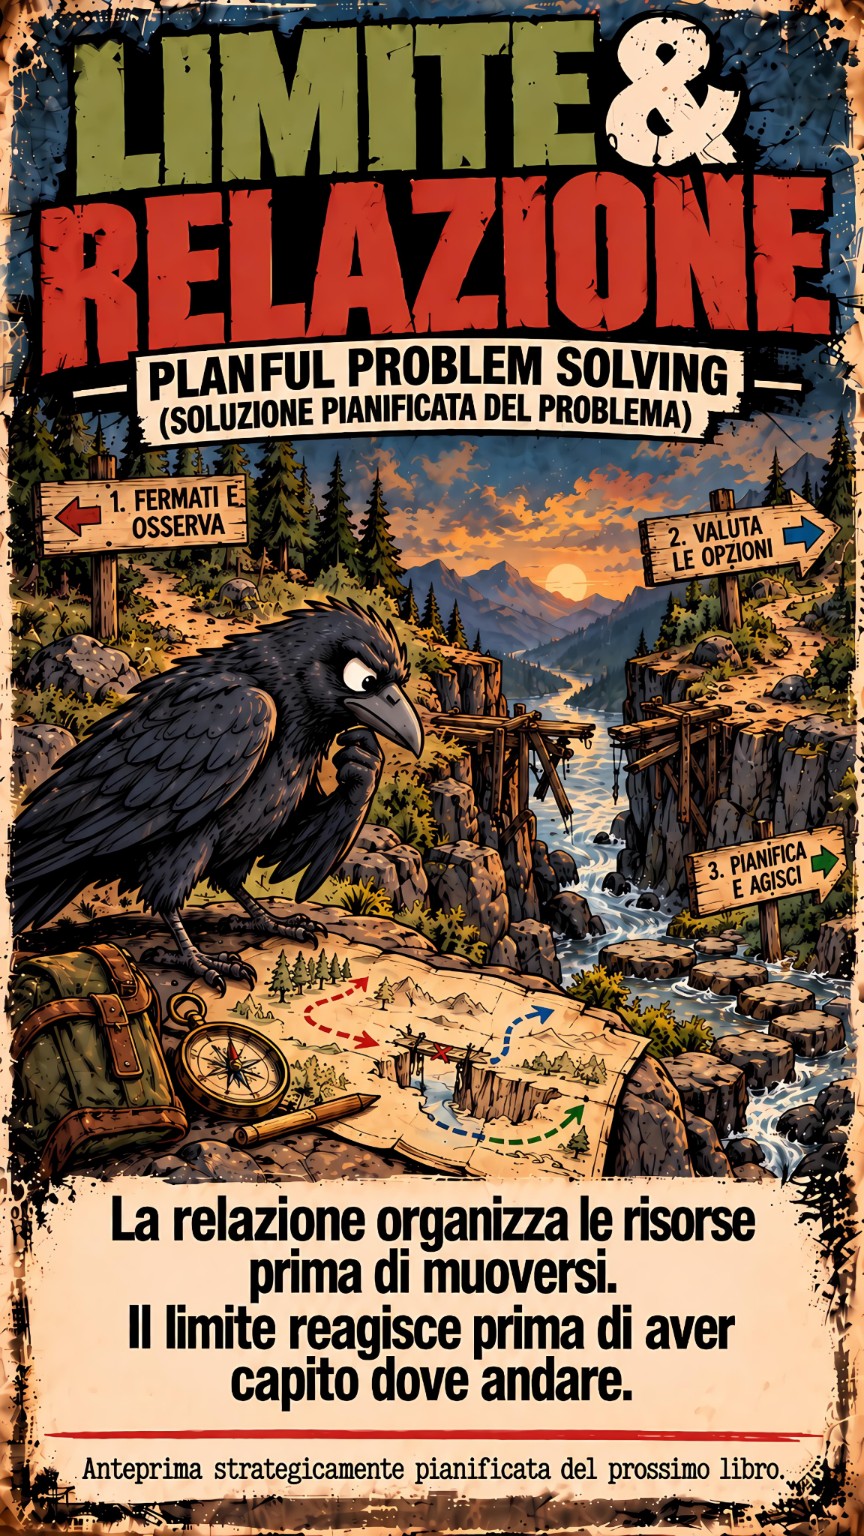 LIMITE &
RELAZIONE
PLANFUL PROBLEM SOLVING
(SOLUZIONE PIANIFICATA DEL PROBLEMA)
1. FERMATI E
OSSERVA
2. VALUTA
LE OPZIONI
3. PIANIFICA
E AGISCI
La relazione organizza le risorse
prima di muoversi.
Il limite reagisce prima di aver
capito dove andare.
Anteprima strategicamente pianificata del prossimo libro.